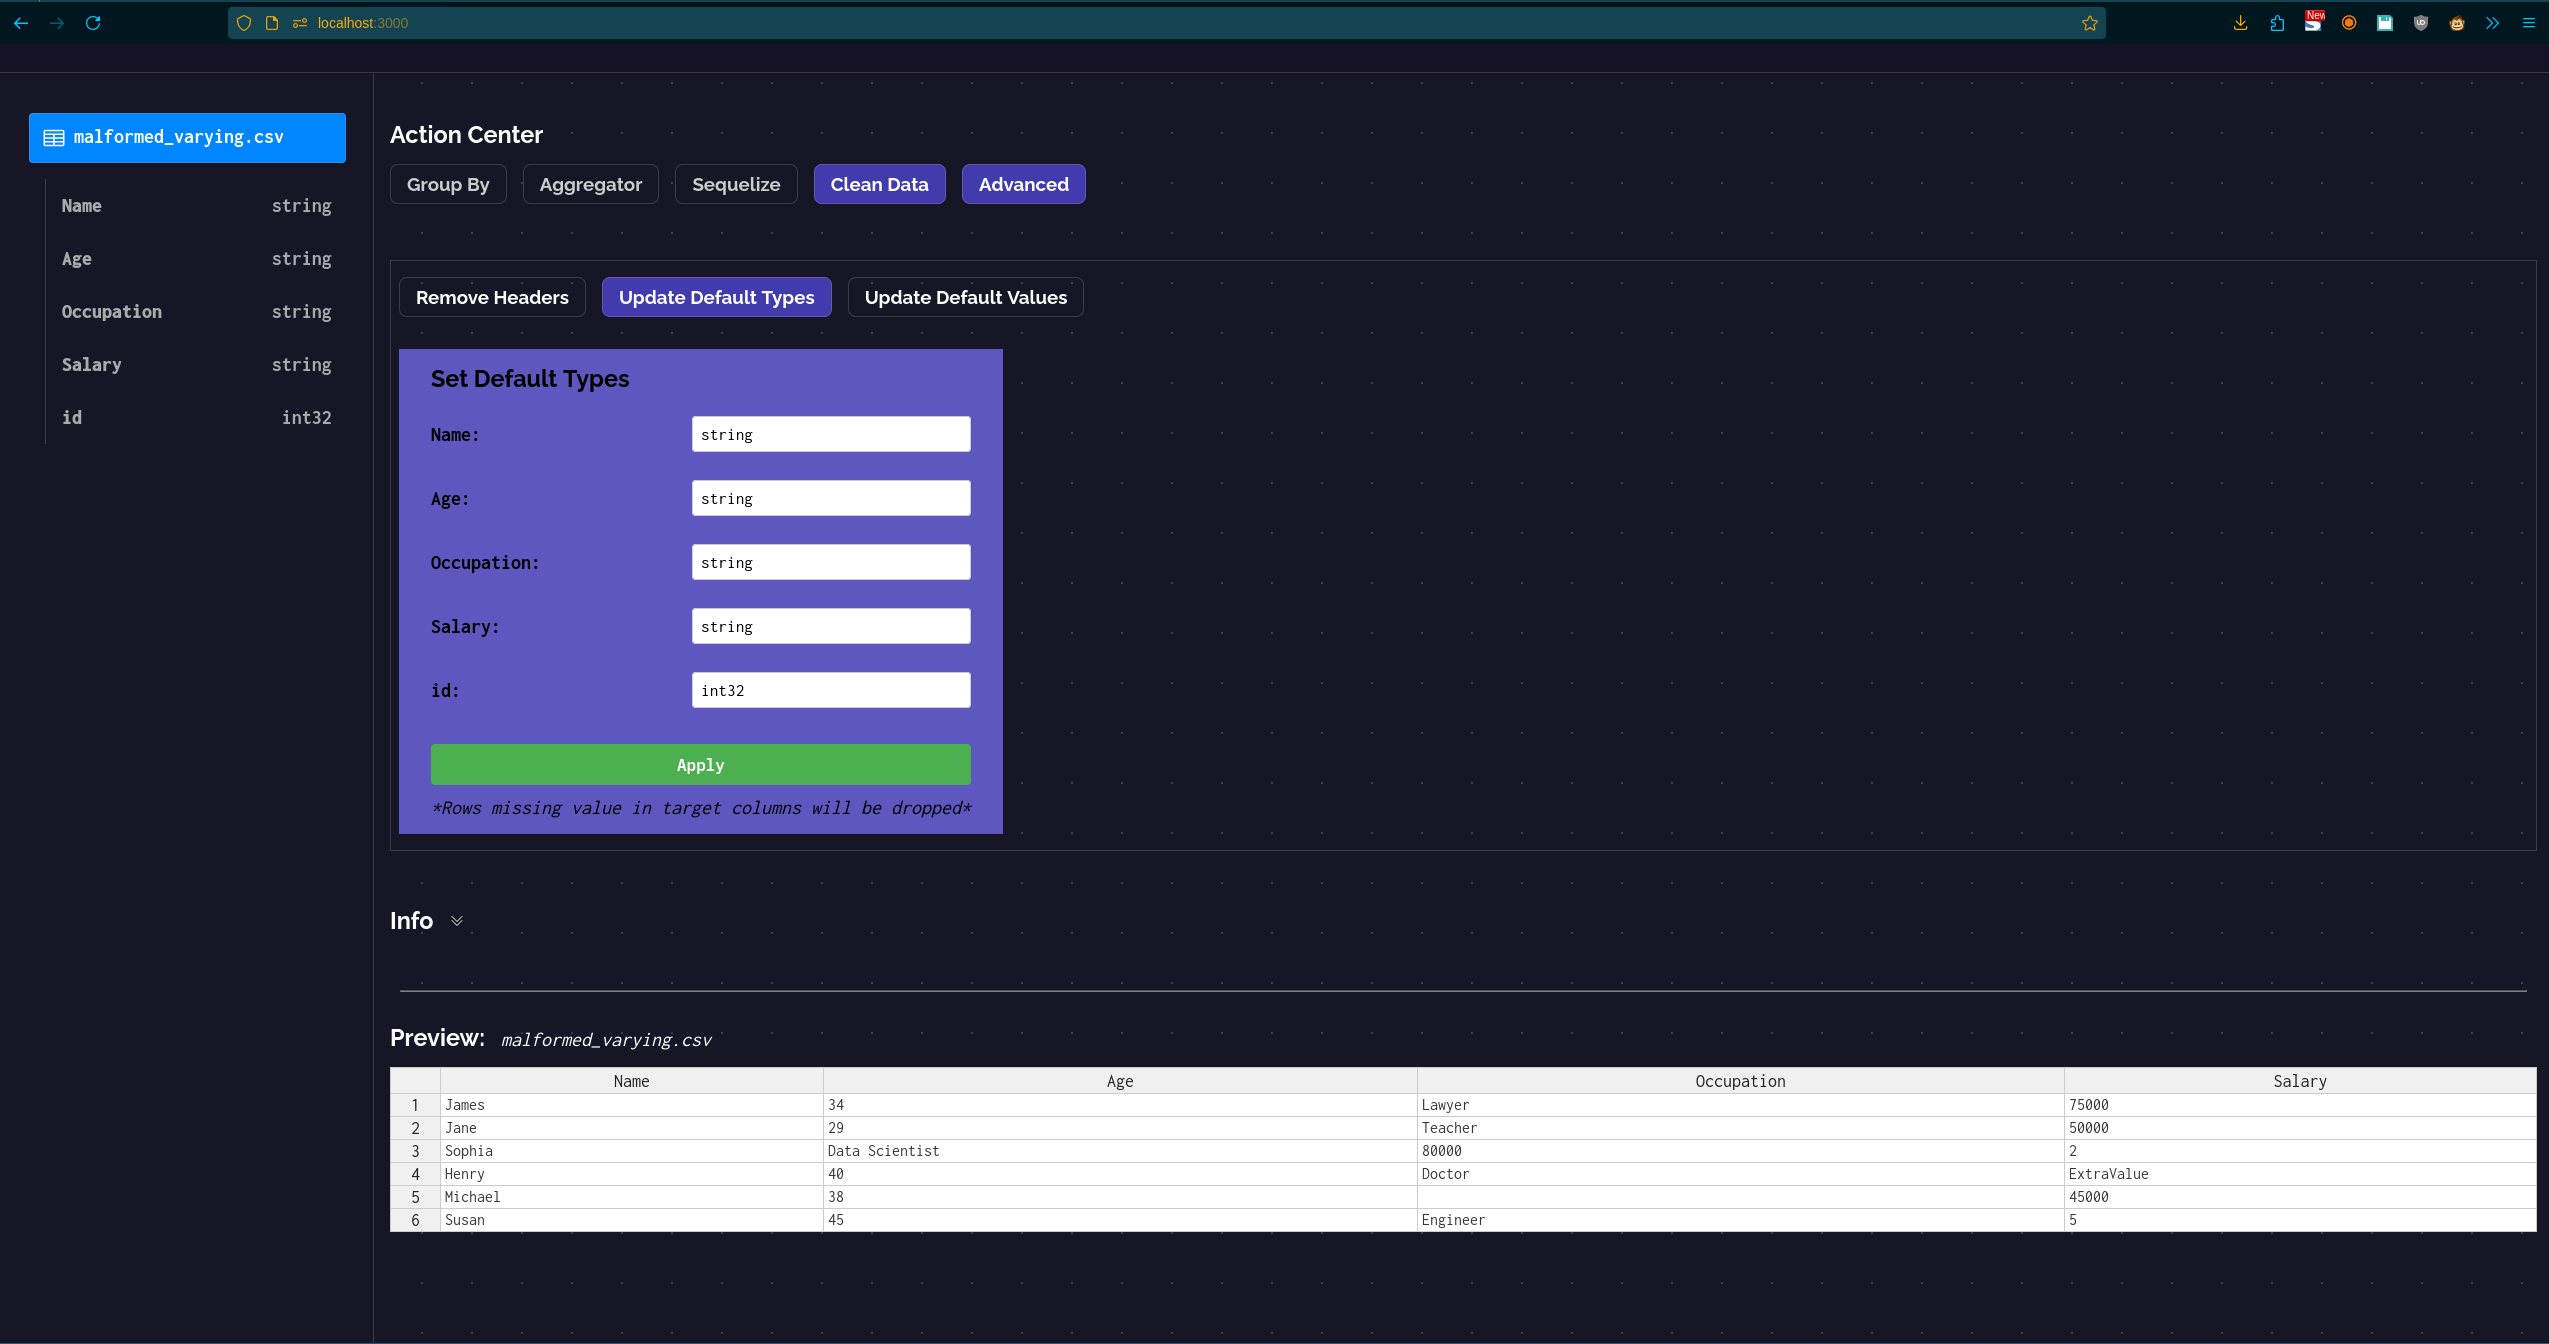 localhost:3000
New
malformed_varying.csv
Name string
Age string
Occupation string
Salary string
id int32
Action Center
Group By Aggregator Sequelize Clean Data Advanced
Remove Headers Update Default Types Update Default Values
Set Default Types
Name: string
Age: string
Occupation: string
Salary: string
id: int32
Apply
*Rows missing value in target columns will be dropped*
Info
Preview: malformed_varying.csv
Name Age Occupation Salary
1 James 34 Lawyer 75000
2 Jane 29 Teacher 50000
3 Sophia Data Scientist 80000 2
4 Henry 40 Doctor ExtraValue
5 Michael 38 45000
6 Susan 45 Engineer 5